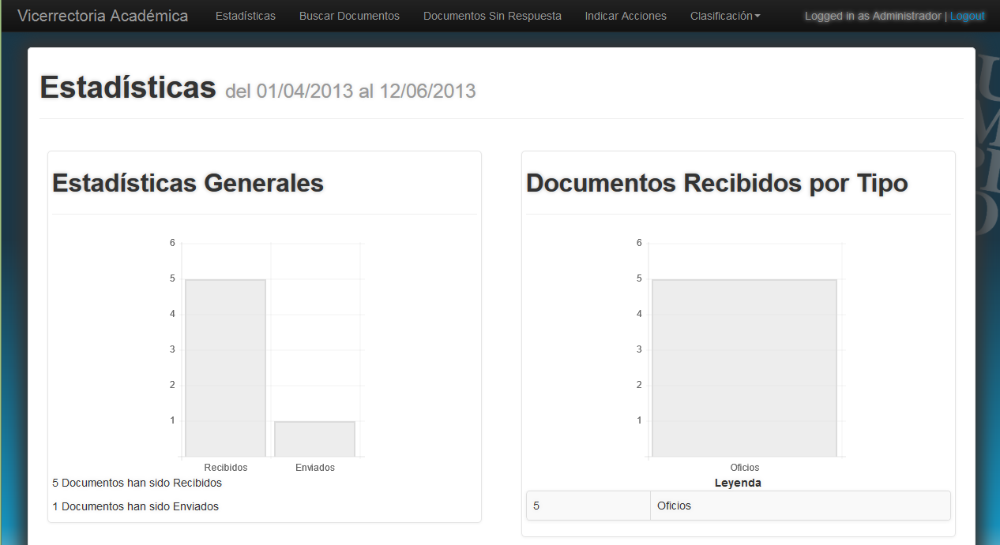 Vicerrectoria Académica Estadísticas Buscar Documentos Documentos Sin Respuesta Indicar Acciones Clasificación Logged in as Administrador | Logout
Estadísticas del 01/04/2013 al 12/06/2013
Estadísticas Generales
6
5
4
3
2
1
Recibidos Enviados
5 Documentos han sido Recibidos
1 Documentos han sido Enviados
Documentos Recibidos por Tipo
6
5
4
3
2
1
Oficios
Leyenda
5 Oficios